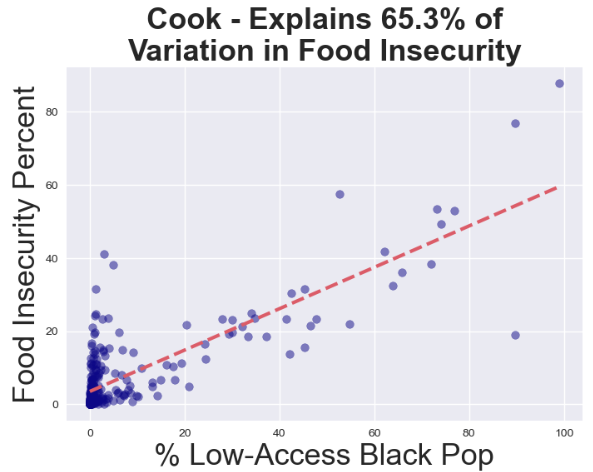 Cook - Explains 65.3% of
Variation in Food Insecurity
Food Insecurity Percent
80
60
40
20
0
0 20 40 60 80 100
% Low-Access Black Pop